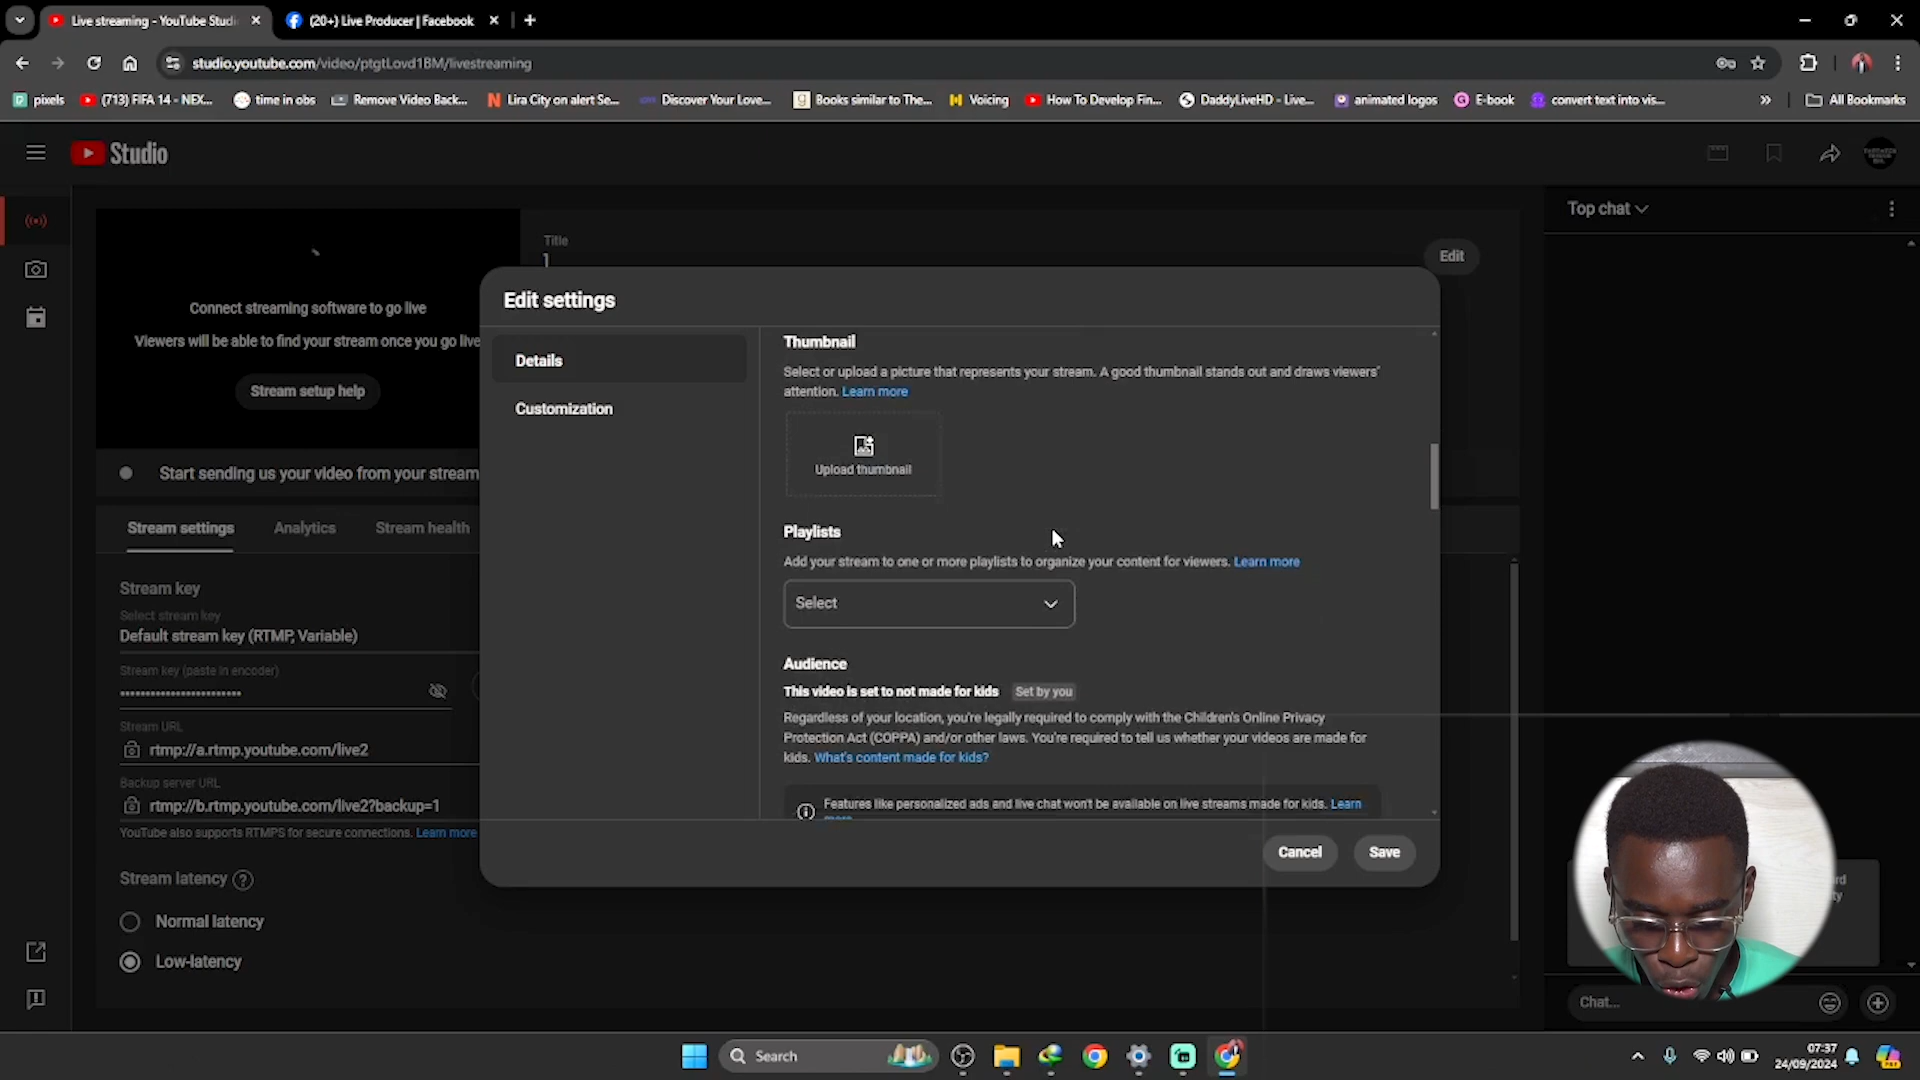 Live streaming - YouTube Studi
(20+) Live Producer | Facebook
studio.youtube.com/video/ptgtLovd1BM/livestreaming
pixels
(713) FIFA 14 - NEX...
time in obs
Remove Video Back...
Lira City on alert Se...
Discover Your Love...
Books similar to The...
Voicing
How To Develop Fin...
DaddyLiveHD - Live...
animated logos
E-book
convert text into vis...
All Bookmarks
Studio
Top chat
Title
1
Edit
Connect streaming software to go live
Viewers will be able to find your stream once you go live
Stream setup help
Start sending us your video from your stream
Stream settings
Analytics
Stream health
Stream key
Select stream key
Default stream key (RTMP, Variable)
Stream key (paste in encoder)
••••••••••••••••••••••••
Stream URL
rtmp://a.rtmp.youtube.com/live2
Backup server URL
rtmp://b.rtmp.youtube.com/live2?backup=1
YouTube also supports RTMPS for secure connections. Learn more
Stream latency
Normal latency
Low-latency
Edit settings
Details
Customization
Thumbnail
Select or upload a picture that represents your stream. A good thumbnail stands out and draws viewers'
attention. Learn more
Upload thumbnail
Playlists
Add your stream to one or more playlists to organize your content for viewers. Learn more
Select
Audience
This video is set to not made for kids
Set by you
Regardless of your location, you're legally required to comply with the Children's Online Privacy
Protection Act (COPPA) and/or other laws. You're required to tell us whether your videos are made for
kids. What's content made for kids?
Features like personalized ads and live chat won't be available on live streams made for kids. Learn
more
Cancel
Save
Chat...
Search
07:37
24/09/2024